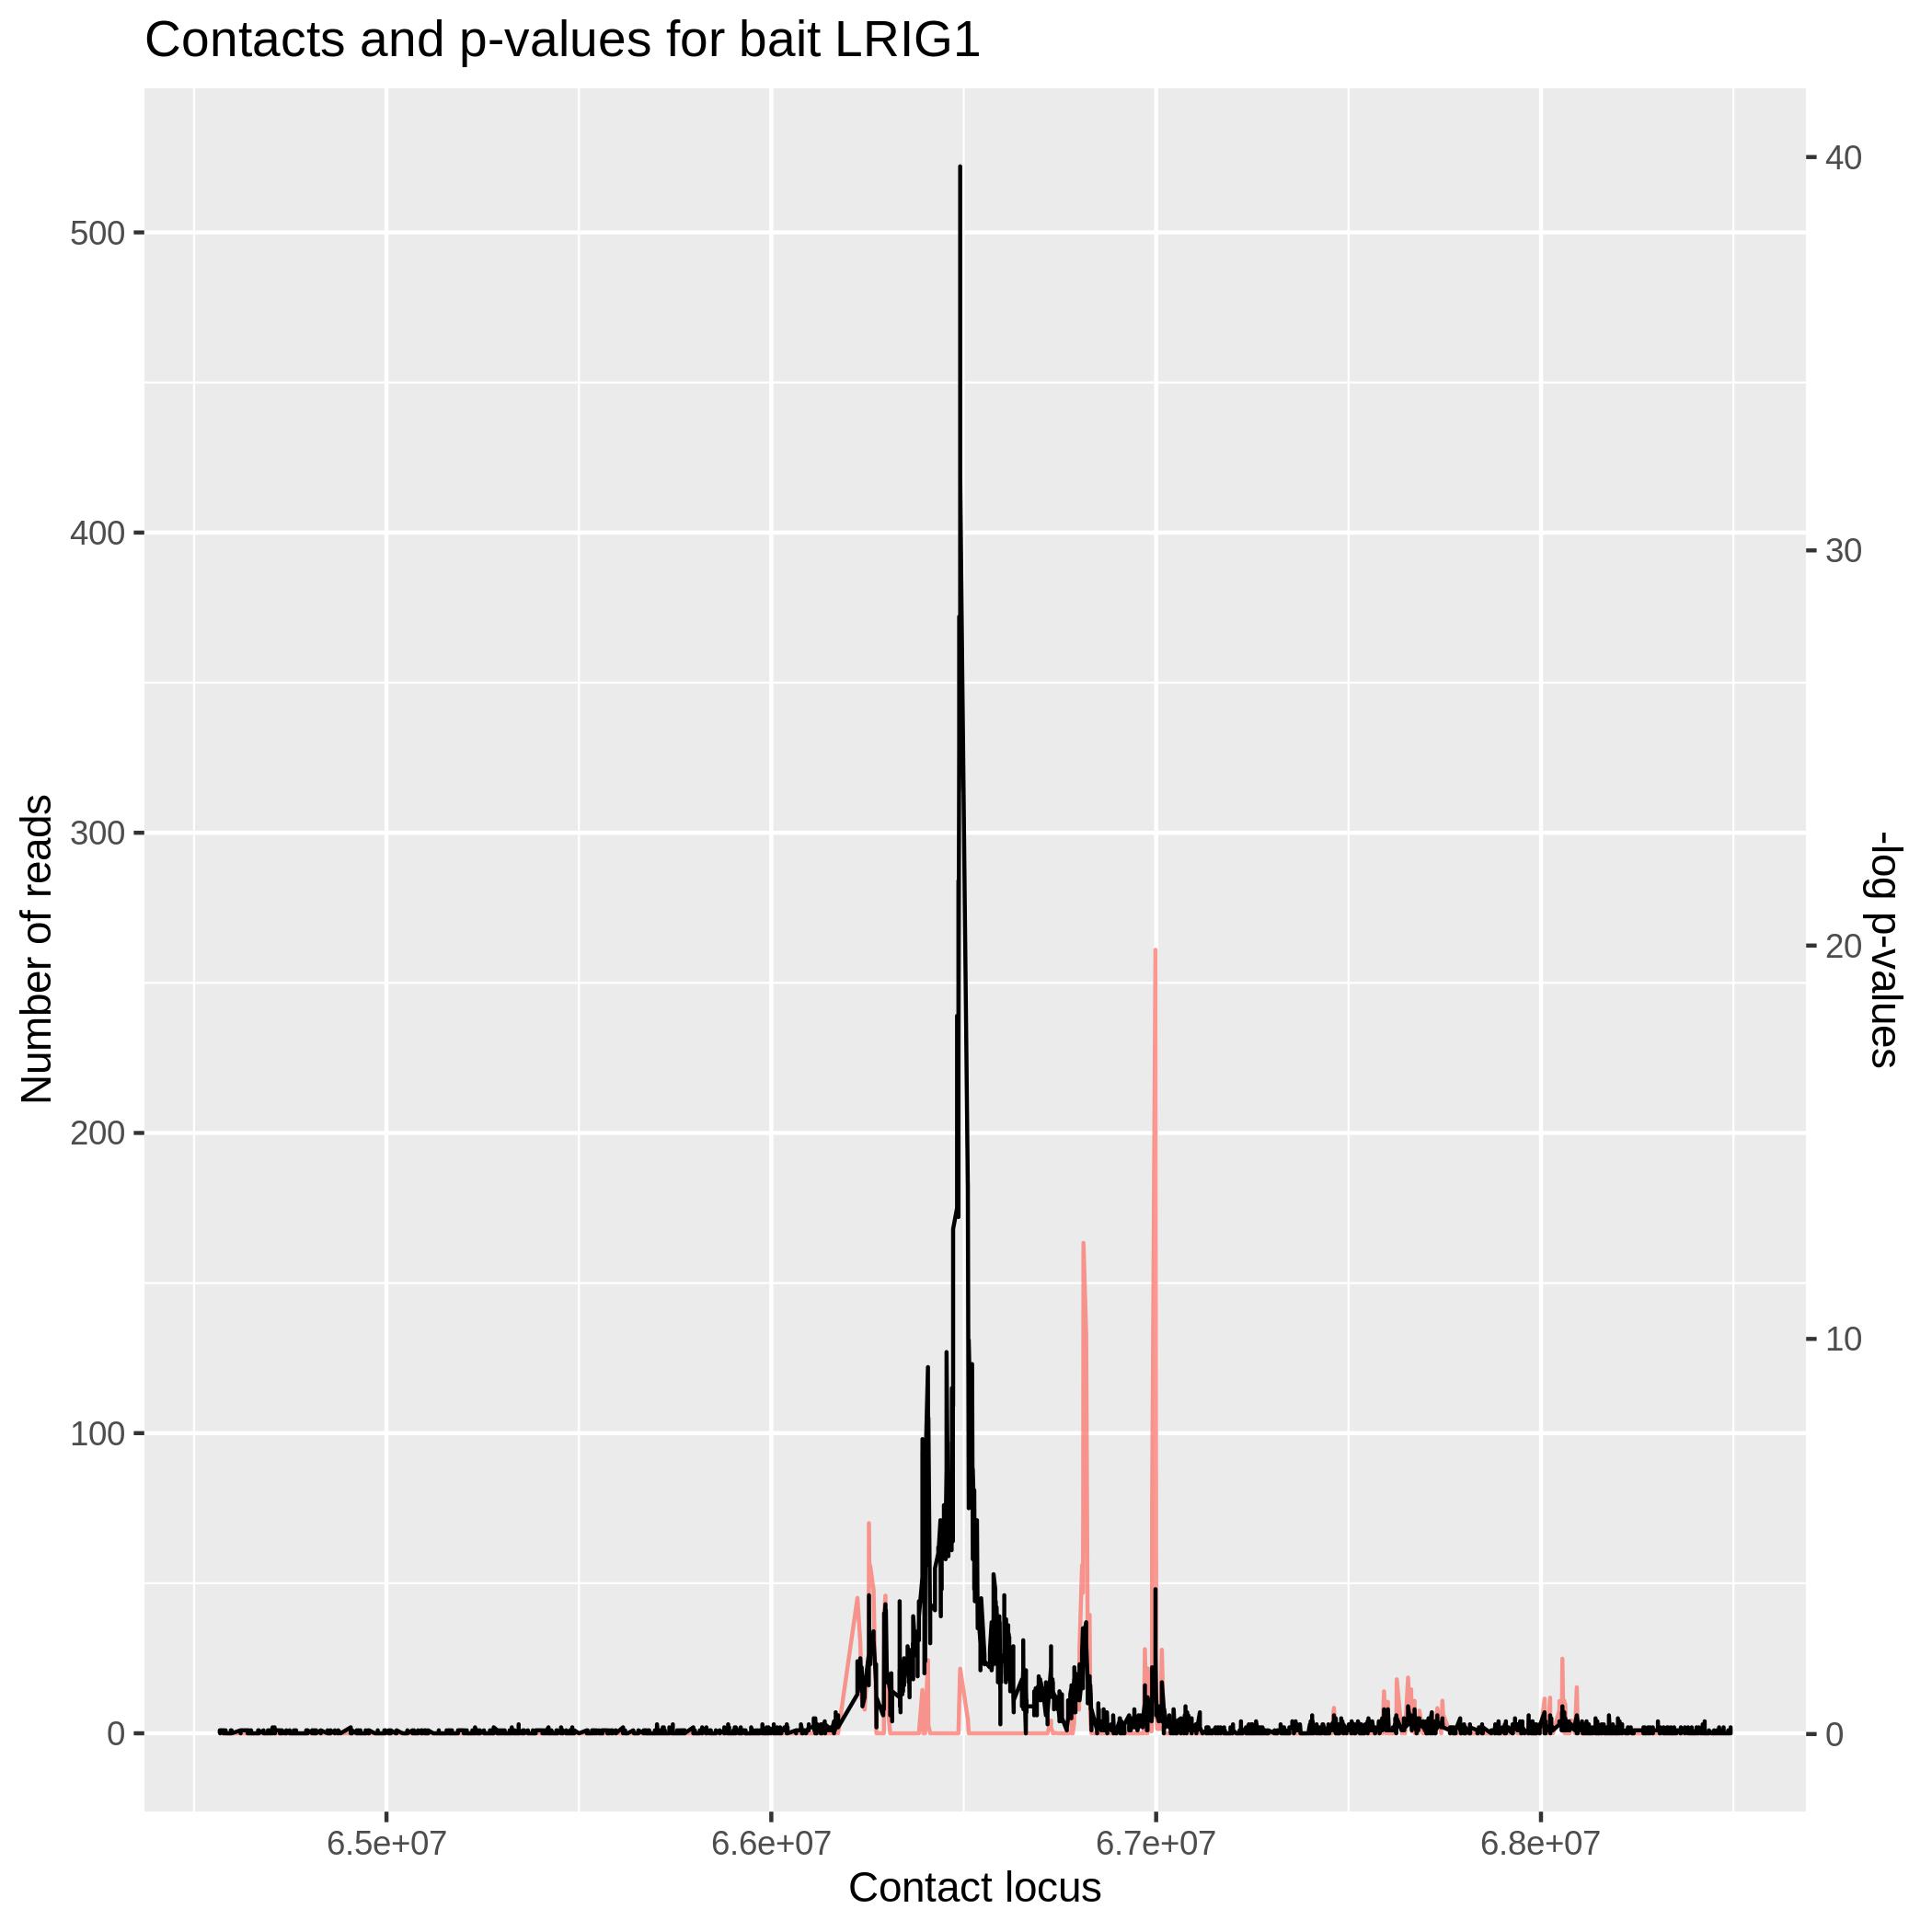 Contacts and p-values for bait LRIG1
Number of reads
500
400
300
200
100
0
40
30
20
10
0
-log p-values
6.5e+07
6.6e+07
6.7e+07
6.8e+07
Contact locus